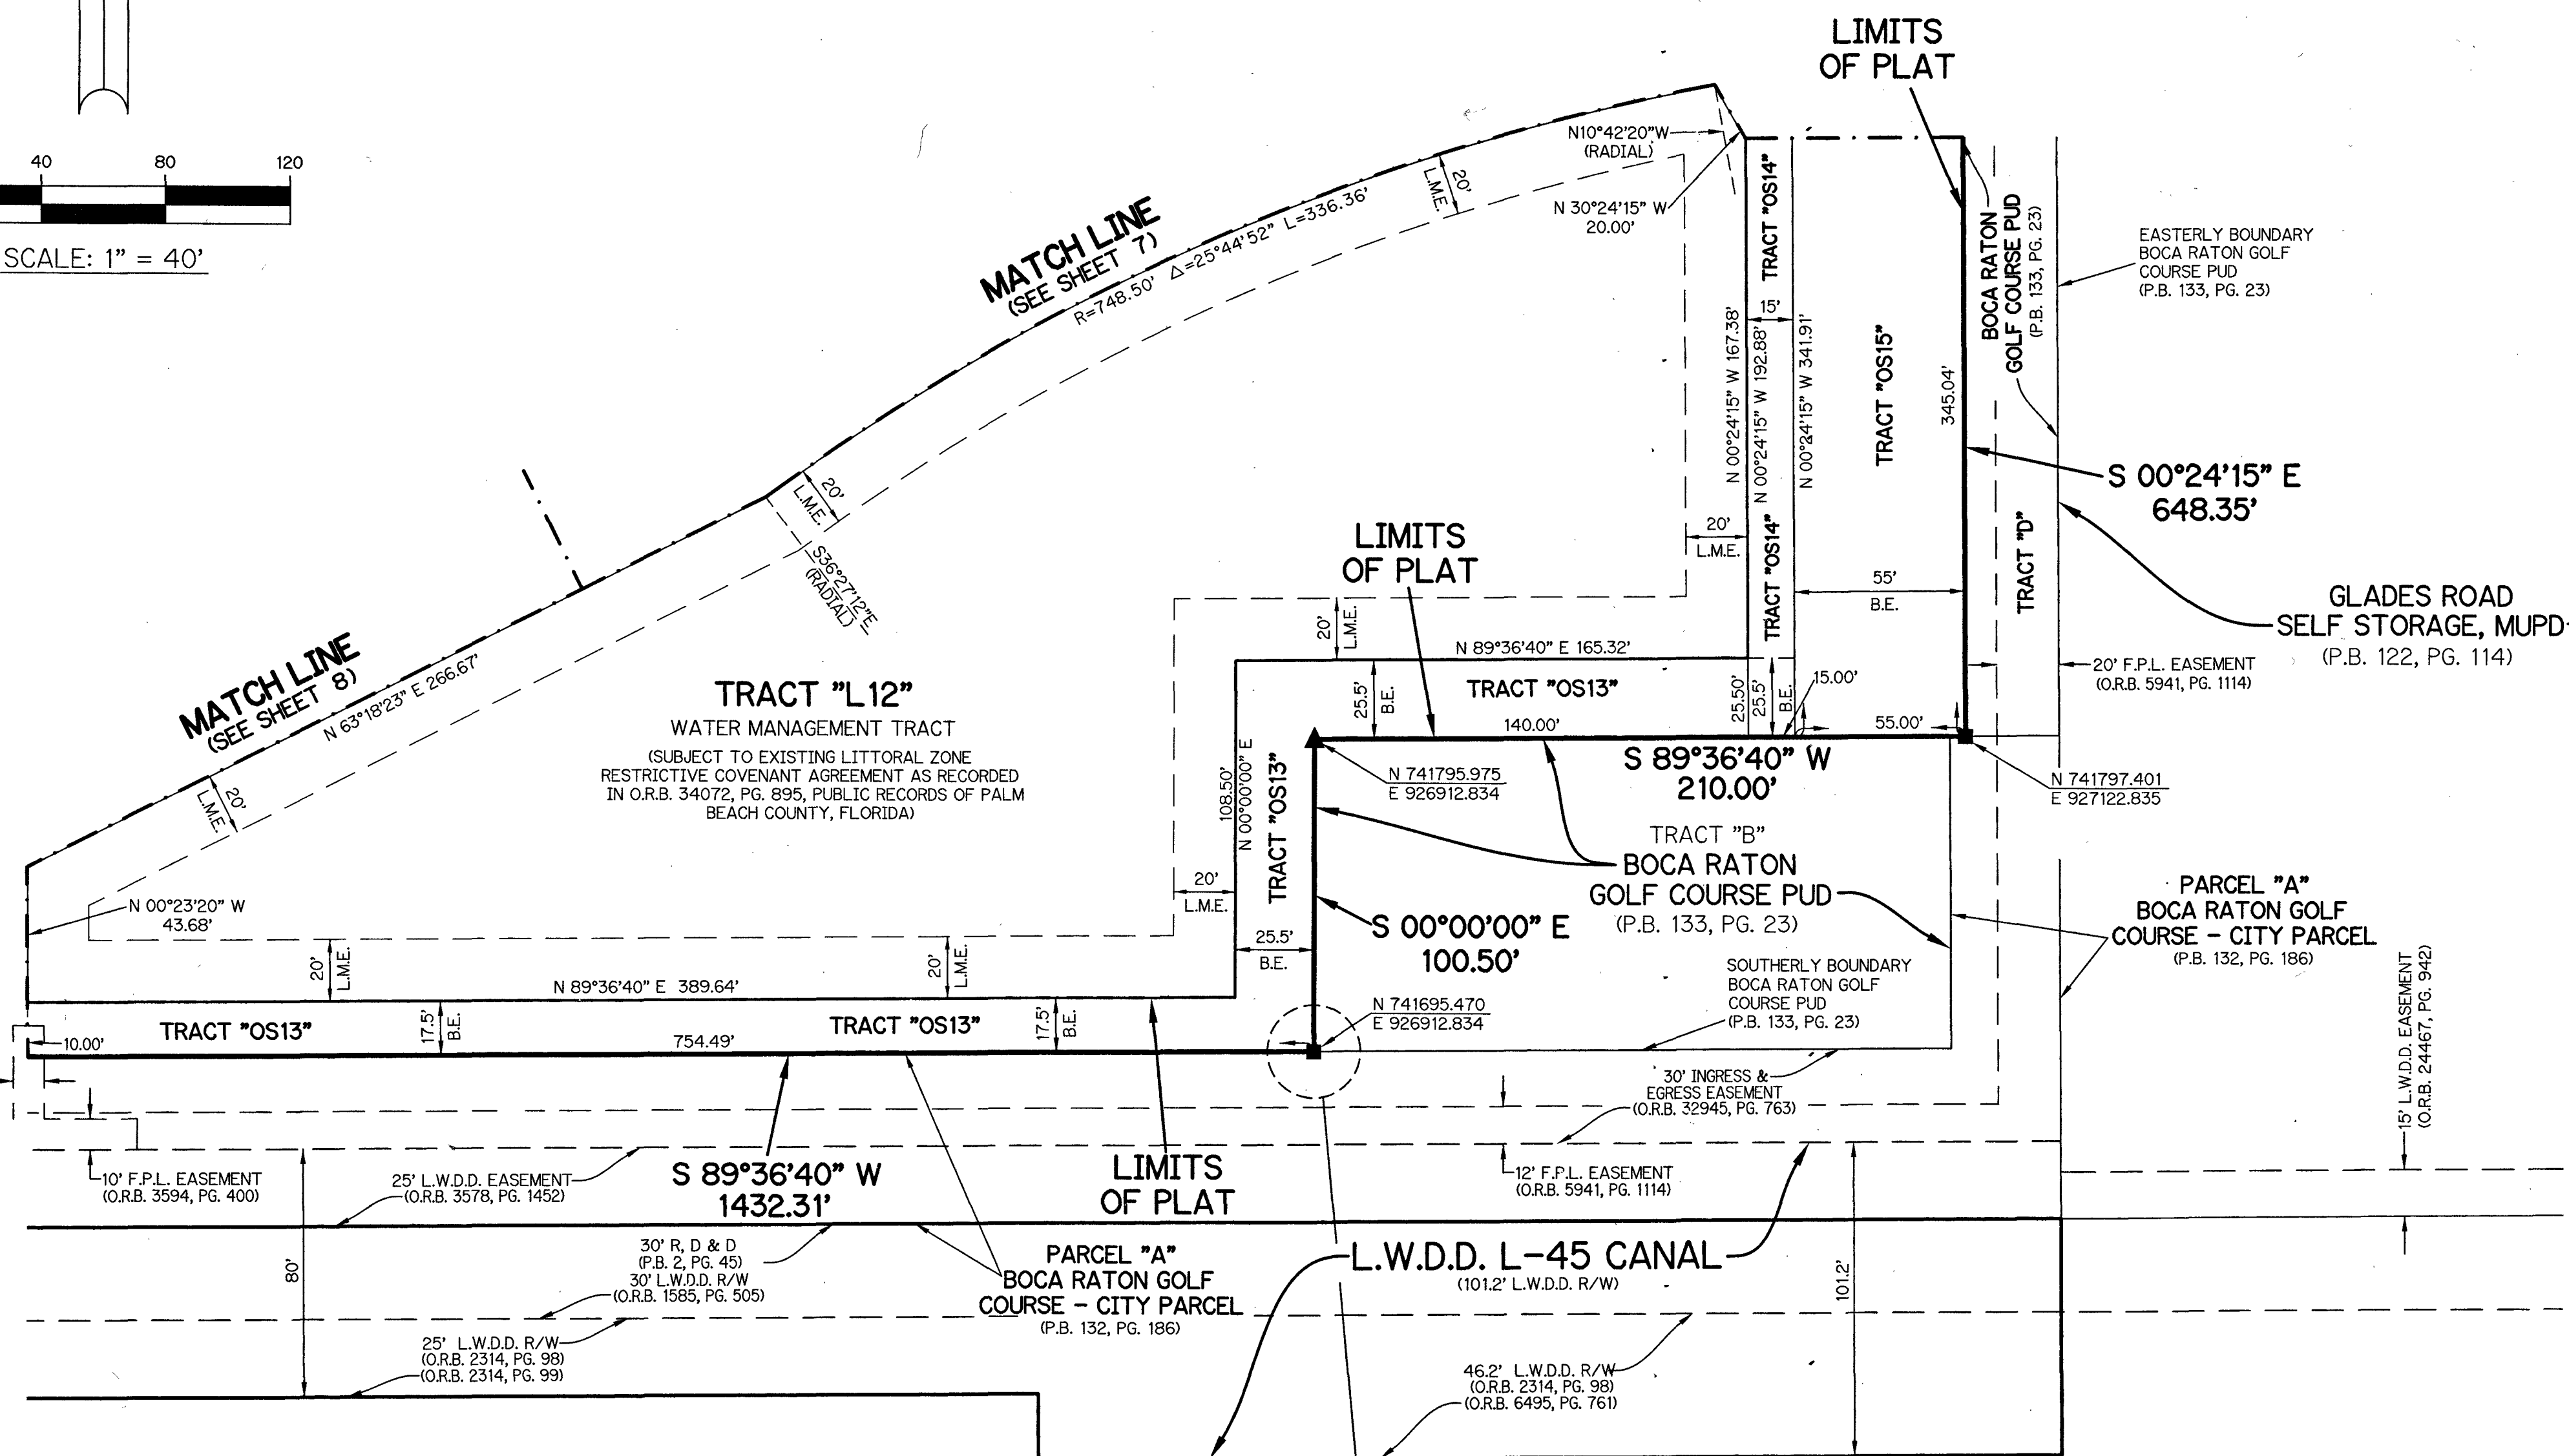 40
80
120
SCALE: 1" = 40'
LIMITS
OF PLAT
MATCH LINE
(SEE SHEET 7)
R=748.50' Δ=25°44'52" L=336.36'
20'
L.M.E.
N10°42'20"W
(RADIAL)
N 30°24'15" W
20.00'
TRACT "OS14"
15'
N 00°24'15" W 167.38'
N 00°24'15" W 192.88'
N 00°24'15" W 341.91'
TRACT "OS14"
TRACT "OS15"
345.04'
BOCA RATON
GOLF COURSE PUD
(P.B. 133, PG. 23)
EASTERLY BOUNDARY
BOCA RATON GOLF
COURSE PUD
(P.B. 133, PG. 23)
S 00°24'15" E
648.35'
TRACT "D"
GLADES ROAD
SELF STORAGE, MUPD
(P.B. 122, PG. 114)
20' F.P.L. EASEMENT
(O.R.B. 5941, PG. 1114)
20'
L.M.E.
S36°27'12"E
(RADIAL)
20'
L.M.E.
55'
B.E.
LIMITS
OF PLAT
20'
L.M.E.
N 89°36'40" E 165.32'
25.5'
B.E.
TRACT "OS13"
25.50'
25.5'
B.E.
15.00'
140.00'
55.00'
MATCH LINE
(SEE SHEET 8)
N 63°18'23" E 266.67'
20'
L.M.E.
TRACT "L12"
WATER MANAGEMENT TRACT
(SUBJECT TO EXISTING LITTORAL ZONE
RESTRICTIVE COVENANT AGREEMENT AS RECORDED
IN O.R.B. 34072, PG. 895, PUBLIC RECORDS OF PALM
BEACH COUNTY, FLORIDA)
108.50'
N 00°00'00" E
TRACT "OS13"
N 741795.975
E 926912.834
S 89°36'40" W
210.00'
N 741797.401
E 927122.835
TRACT "B"
BOCA RATON
GOLF COURSE PUD
(P.B. 133, PG. 23)
PARCEL "A"
BOCA RATON GOLF
COURSE - CITY PARCEL
(P.B. 132, PG. 186)
N 00°23'20" W
43.68'
20'
L.M.E.
25.5'
B.E.
S 00°00'00" E
100.50'
20'
L.M.E.
20'
L.M.E.
N 89°36'40" E 389.64'
SOUTHERLY BOUNDARY
BOCA RATON GOLF
COURSE PUD
(P.B. 133, PG. 23)
N 741695.470
E 926912.834
15' L.W.D.D. EASEMENT
(O.R.B. 24467, PG. 942)
10.00'
TRACT "OS13"
17.5'
B.E.
754.49'
TRACT "OS13"
17.5'
B.E.
30' INGRESS &
EGRESS EASEMENT
(O.R.B. 32945, PG. 763)
10' F.P.L. EASEMENT
(O.R.B. 3594, PG. 400)
25' L.W.D.D. EASEMENT
(O.R.B. 3578, PG. 1452)
S 89°36'40" W
1432.31'
LIMITS
OF PLAT
12' F.P.L. EASEMENT
(O.R.B. 5941, PG. 1114)
80'
30' R, D & D
(P.B. 2, PG. 45)
30' L.W.D.D. R/W
(O.R.B. 1585, PG. 505)
PARCEL "A"
BOCA RATON GOLF
COURSE - CITY PARCEL
(P.B. 132, PG. 186)
L.W.D.D. L-45 CANAL
(101.2' L.W.D.D. R/W)
101.2'
25' L.W.D.D. R/W
(O.R.B. 2314, PG. 98)
(O.R.B. 2314, PG. 99)
46.2' L.W.D.D. R/W
(O.R.B. 2314, PG. 98)
(O.R.B. 6495, PG. 761)